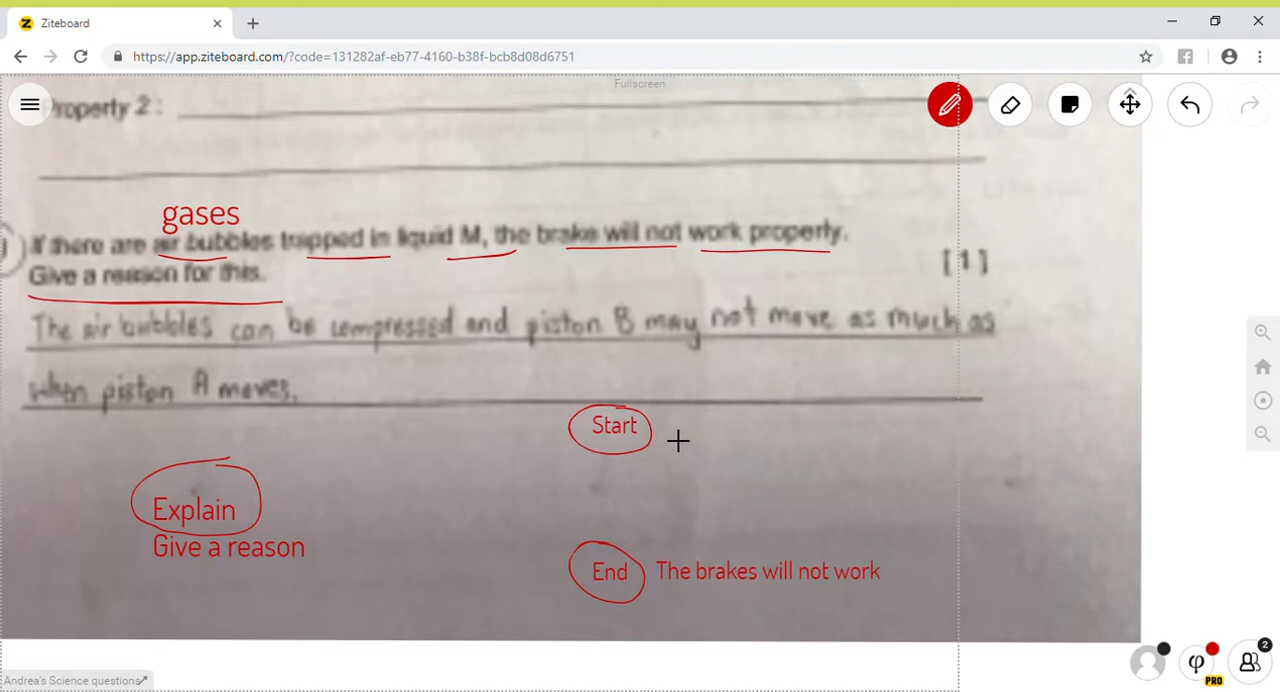 Ziteboard
https://app.ziteboard.com/?code=131282af-eb77-4160-b38f-bcb8d08d6751
Fullscreen
Property 2 :
gases
If there are air bubbles trapped in liquid M, the brake will not work properly.
Give a reason for this.
[1]
The air bubbles can be compressed and piston B may not move as much as
when piston A moves.
Start
Explain
Give a reason
End The brakes will not work
2
PRO
Andrea's Science questions